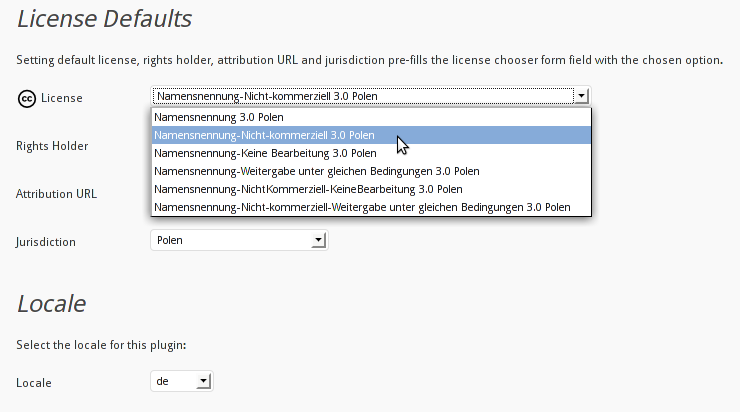 License Defaults
Setting default license, rights holder, attribution URL and jurisdiction pre-fills the license chooser form field with the chosen option.
cc License Namensnennung-Nicht-kommerziell 3.0 Polen
Namensnennung 3.0 Polen
Namensnennung-Nicht-kommerziell 3.0 Polen
Rights Holder
Namensnennung-Keine Bearbeitung 3.0 Polen
Namensnennung-Weitergabe unter gleichen Bedingungen 3.0 Polen
Attribution URL
Namensnennung-NichtKommerziell-KeineBearbeitung 3.0 Polen
Namensnennung-Nicht-kommerziell-Weitergabe unter gleichen Bedingungen 3.0 Polen
Jurisdiction Polen
Locale
Select the locale for this plugin:
Locale de